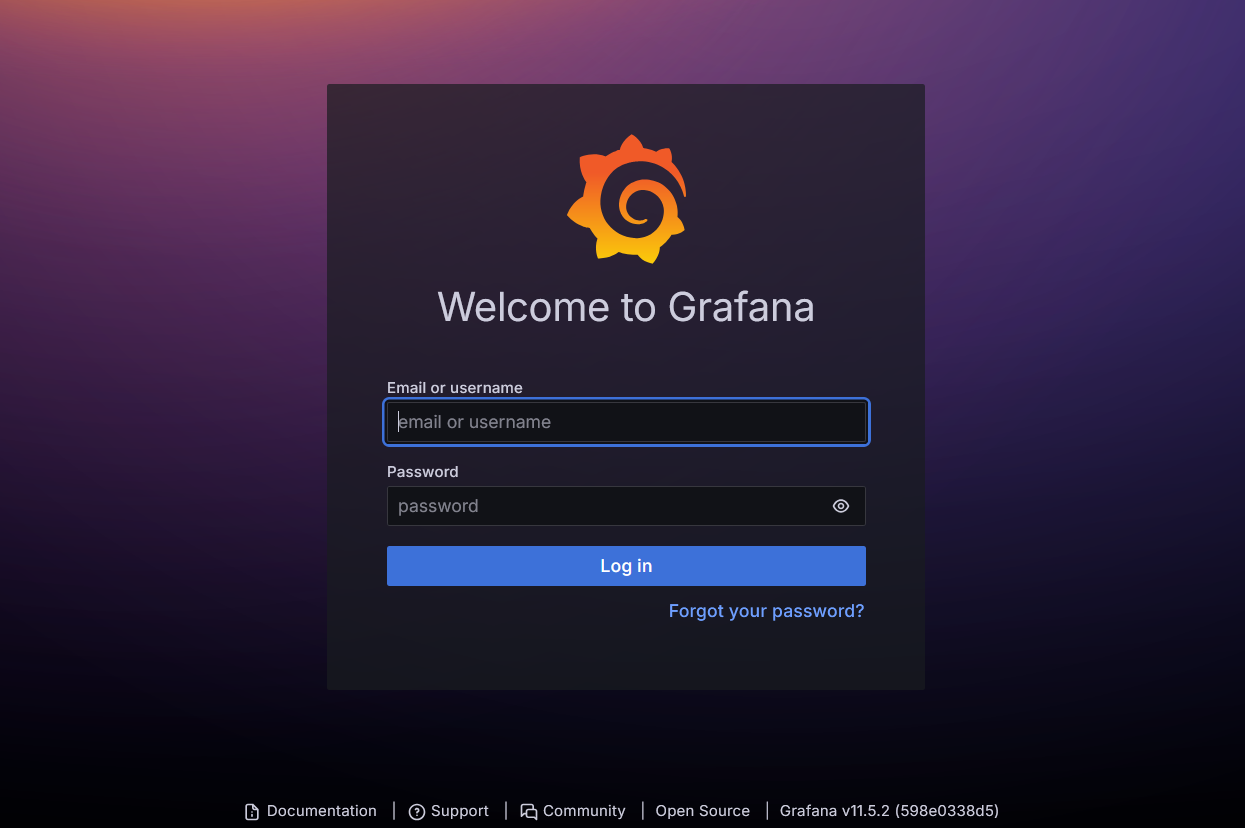 Welcome to Grafana
Email or username
email or username
Password
password
Log in
Forgot your password?
Documentation | Support | Community | Open Source | Grafana v11.5.2 (598e0338d5)